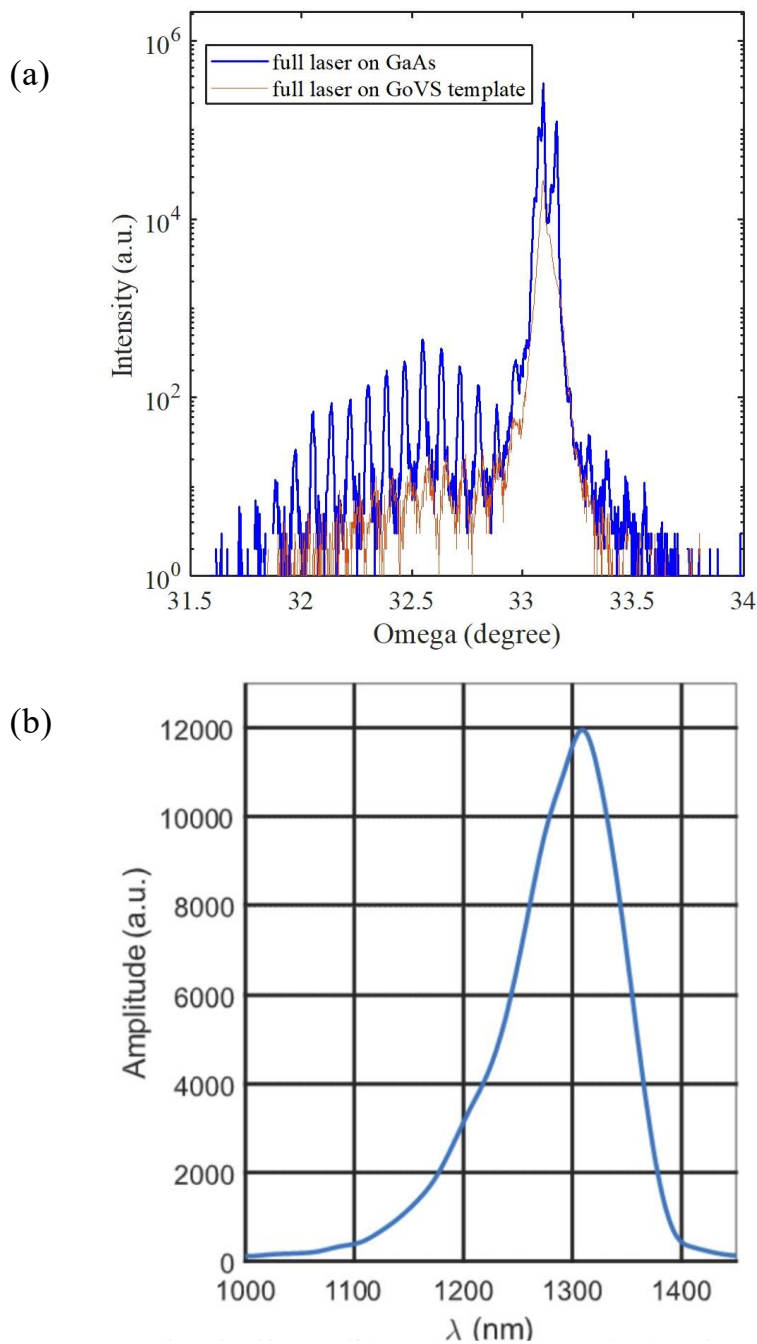 (a)
full laser on GaAs
full laser on GoVS template
Intensity (a.u.)
10^6
10^4
10^2
10^0
31.5 32 32.5 33 33.5 34
Omega (degree)
(b)
Amplitude (a.u.)
12000
10000
8000
6000
4000
2000
0
1000 1100 1200 1300 1400
λ (nm)